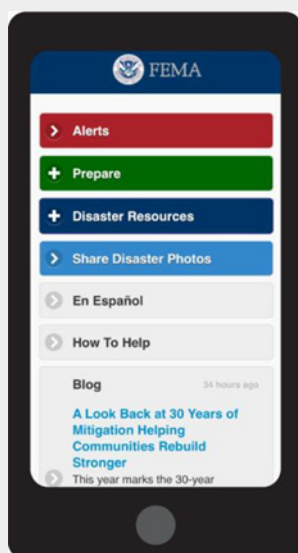 FEMA
Alerts
Prepare
Disaster Resources
Share Disaster Photos
En Español
How To Help
Blog 34 hours ago
A Look Back at 30 Years of
Mitigation Helping
Communities Rebuild
Stronger
This year marks the 30-year